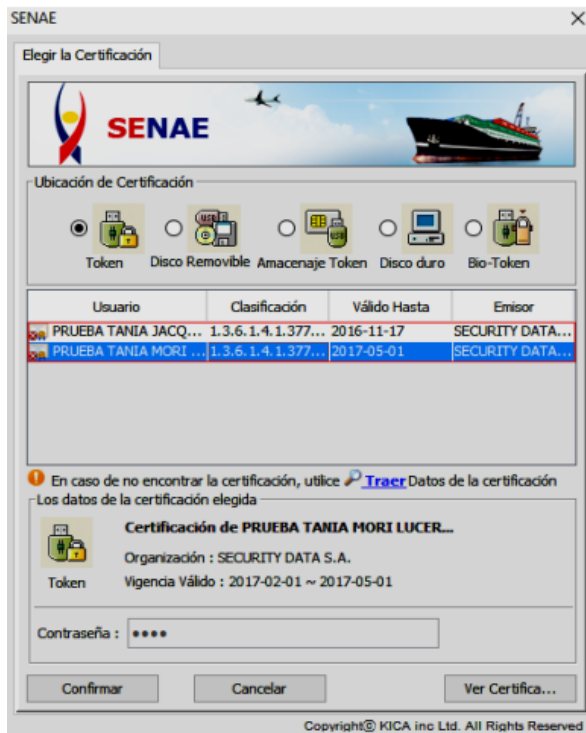 SENAE
Elegir la Certificación
SENAE
Ubicación de Certificación
Token Disco Removible Amacenaje Token Disco duro Bio-Token
Usuario Clasificación Válido Hasta Emisor
PRUEBA TANIA JACQ... 1.3.6.1.4.1.377... 2016-11-17 SECURITY DATA...
PRUEBA TANIA MORI ... 1.3.6.1.4.1.377... 2017-05-01 SECURITY DATA...
En caso de no encontrar la certificación, utilice Traer Datos de la certificación
Los datos de la certificación elegida
Certificación de PRUEBA TANIA MORI LUCER...
Organización : SECURITY DATA S.A.
Token Vigencia Válido : 2017-02-01 ~ 2017-05-01
Contraseña : ●●●●
Confirmar Cancelar Ver Certifica...
Copyright© KICA inc Ltd. All Rights Reserved